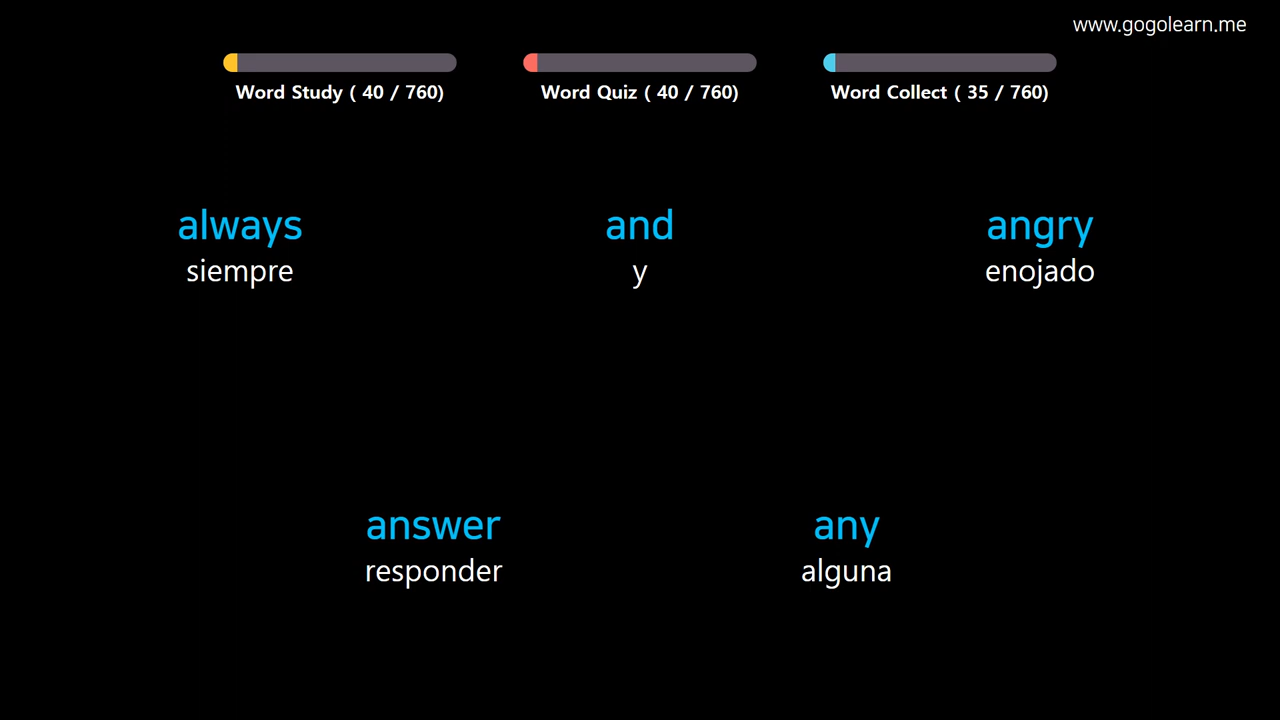 www.gogolearn.me
Word Study ( 40 / 760)
Word Quiz ( 40 / 760)
Word Collect ( 35 / 760)
always
siempre
and
y
angry
enojado
answer
responder
any
alguna